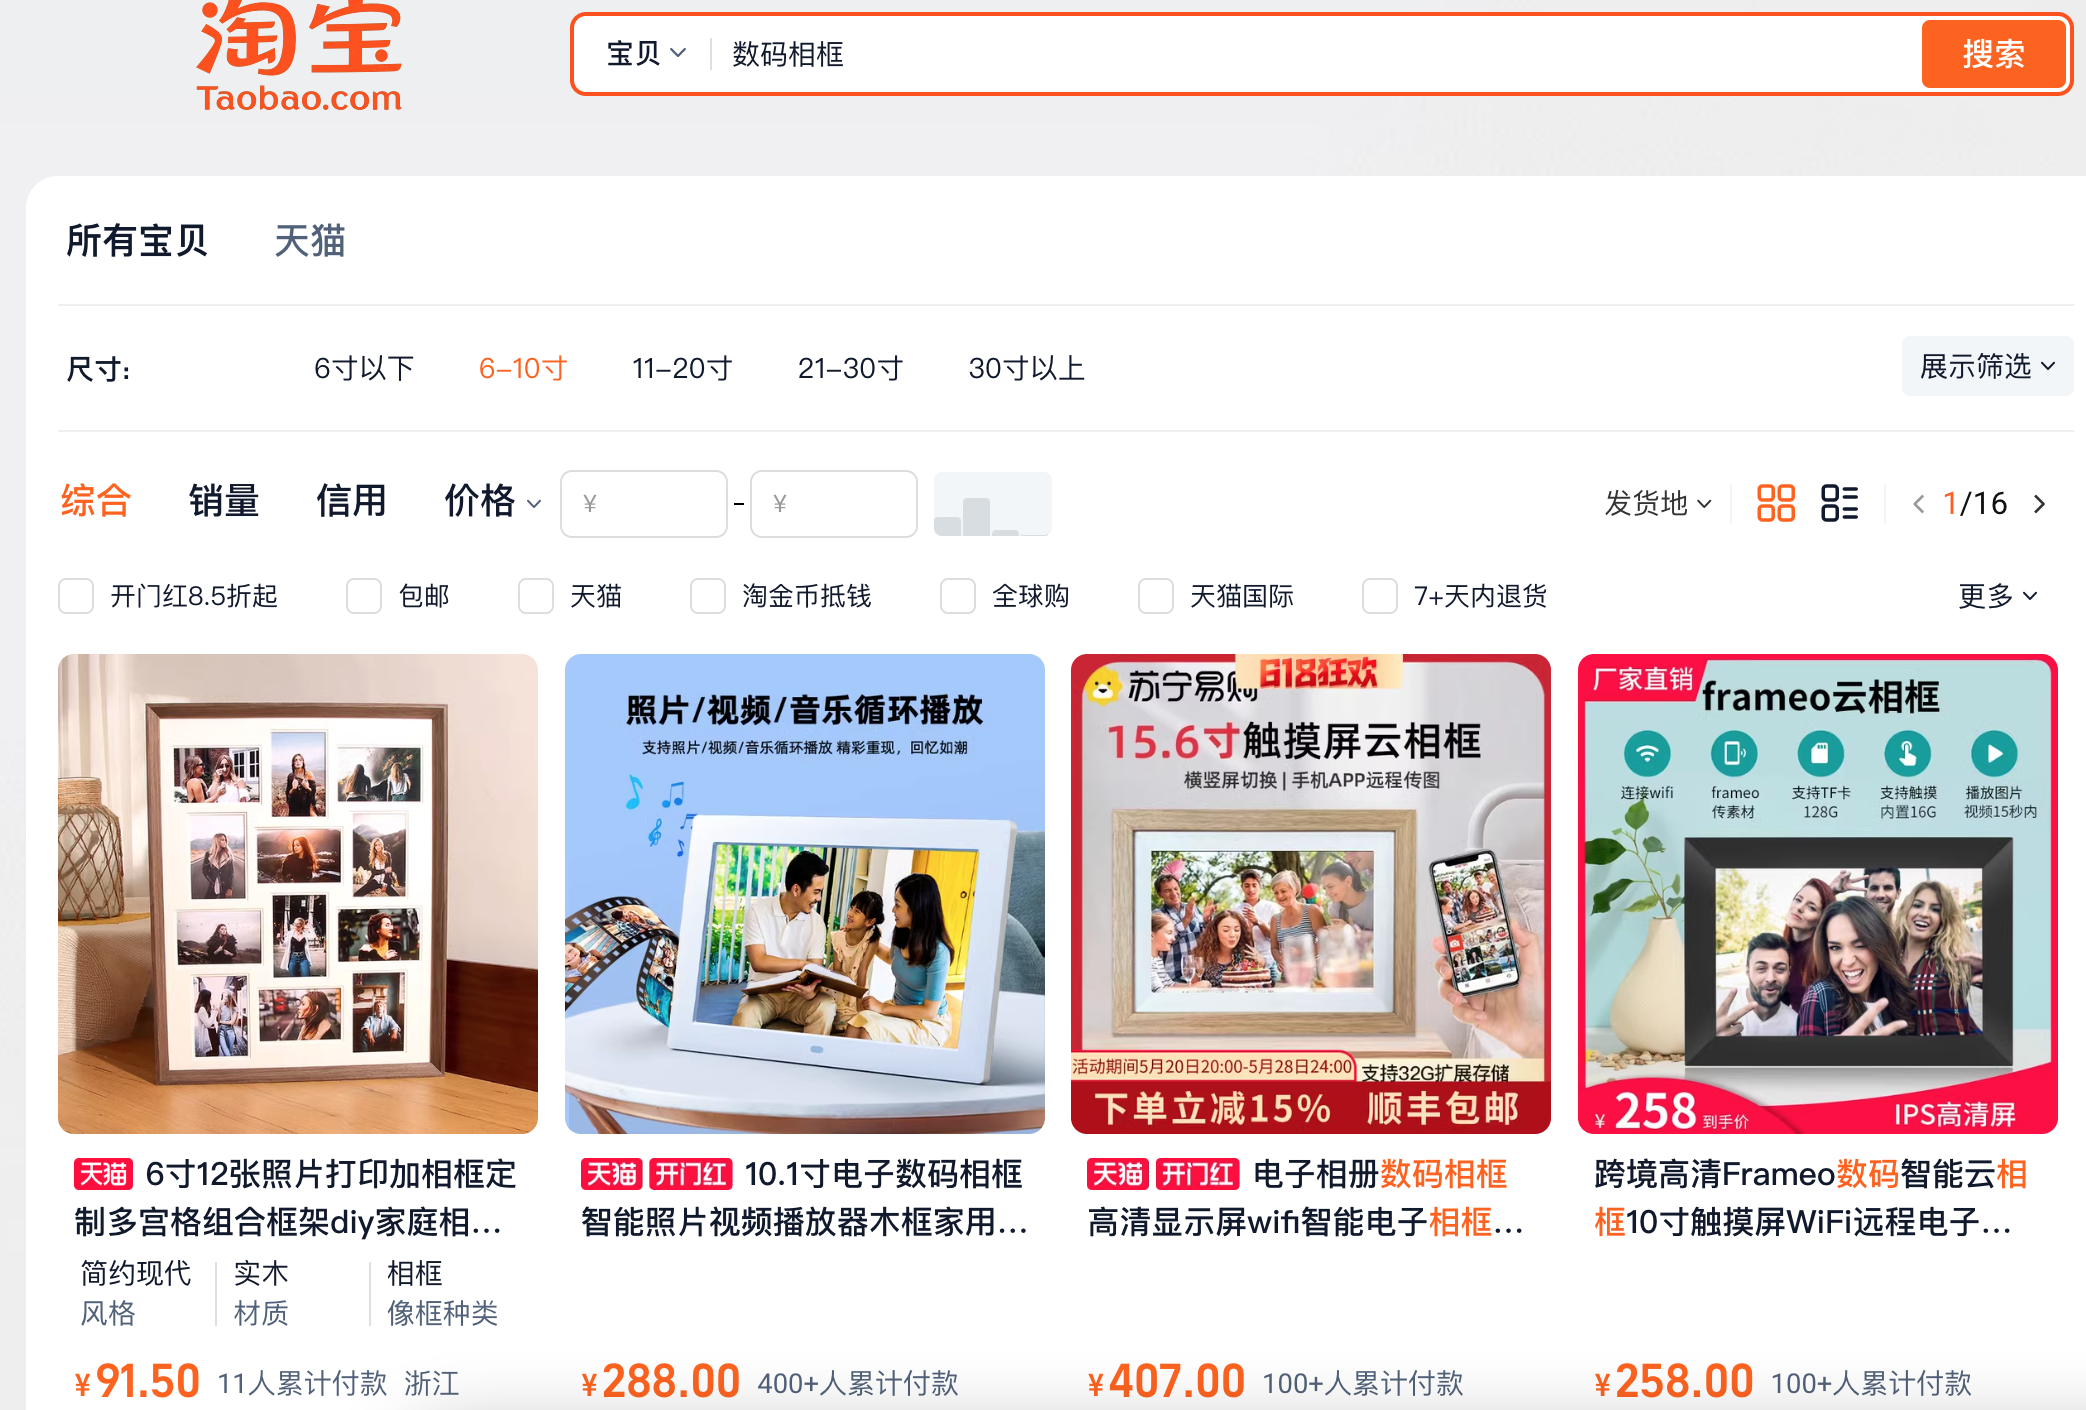 淘宝
Taobao.com
宝贝
数码相框
搜索
所有宝贝
天猫
尺寸:
6寸以下
6-10寸
11-20寸
21-30寸
30寸以上
展示筛选
综合
销量
信用
价格
¥
-
¥
发货地
1/16
开门红8.5折起
包邮
天猫
淘金币抵钱
全球购
天猫国际
7+天内退货
更多
照片/视频/音乐循环播放
支持照片/视频/音乐循环播放 精彩重现，回忆如潮
苏宁易购
618狂欢
15.6寸触摸屏云相框
横竖屏切换 | 手机APP远程传图
活动期间5月20日20:00-5月28日24:00
支持32G扩展存储
下单立减15% 顺丰包邮
厂家直销
frameo云相框
连接wifi
frameo
传素材
支持TF卡
128G
支持触摸
内置16G
播放图片
视频15秒内
¥ 258 到手价
IPS高清屏
天猫 6寸12张照片打印加相框定
制多宫格组合框架diy家庭相...
简约现代
风格
实木
材质
相框
像框种类
¥91.50 11人累计付款 浙江
天猫 开门红 10.1寸电子数码相框
智能照片视频播放器木框家用...
¥288.00 400+人累计付款
天猫 开门红 电子相册数码相框
高清显示屏wifi智能电子相框...
¥407.00 100+人累计付款
跨境高清Frameo数码智能云相
框10寸触摸屏WiFi远程电子...
¥258.00 100+人累计付款